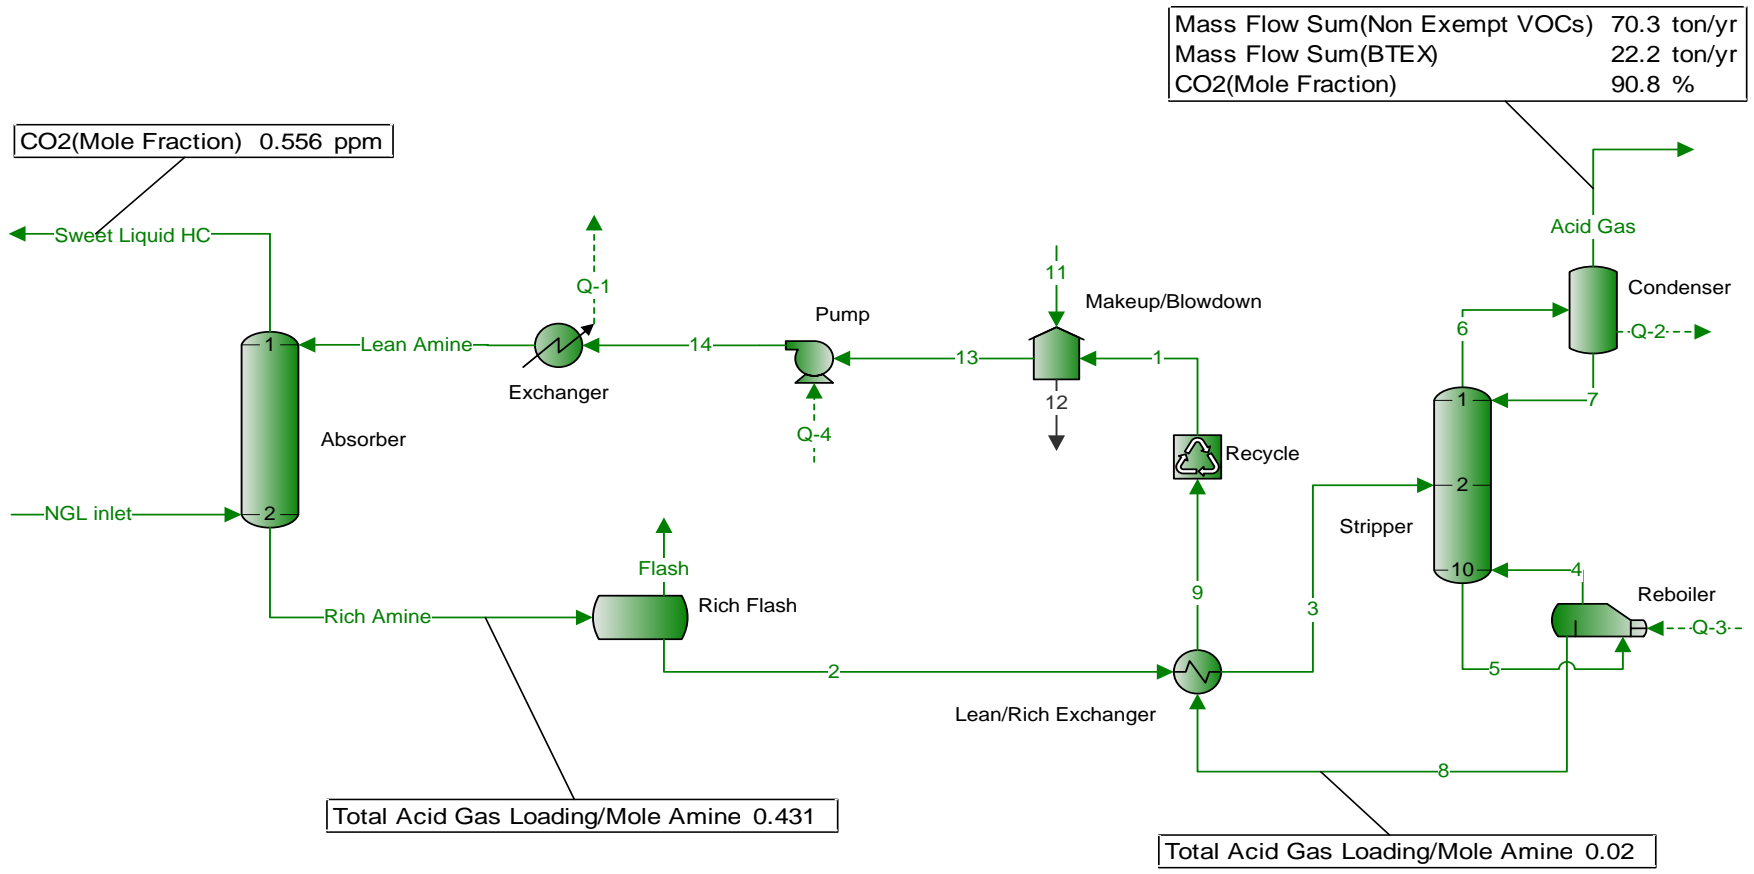 Mass Flow Sum(Non Exempt VOCs) 70.3 ton/yr
Mass Flow Sum(BTEX) 22.2 ton/yr
CO2(Mole Fraction) 90.8 %
CO2(Mole Fraction) 0.556 ppm
Sweet Liquid HC
Acid Gas
11
Q-1
Makeup/Blowdown
Condenser
Pump
6
Q-2
1
Lean Amine
14
13
1
Exchanger
12
1
7
Q-4
Absorber
Recycle
2
NGL inlet
2
Stripper
Flash
10
4
9
Reboiler
Rich Flash
3
Rich Amine
Q-3
2
5
Lean/Rich Exchanger
8
Total Acid Gas Loading/Mole Amine 0.431
Total Acid Gas Loading/Mole Amine 0.02